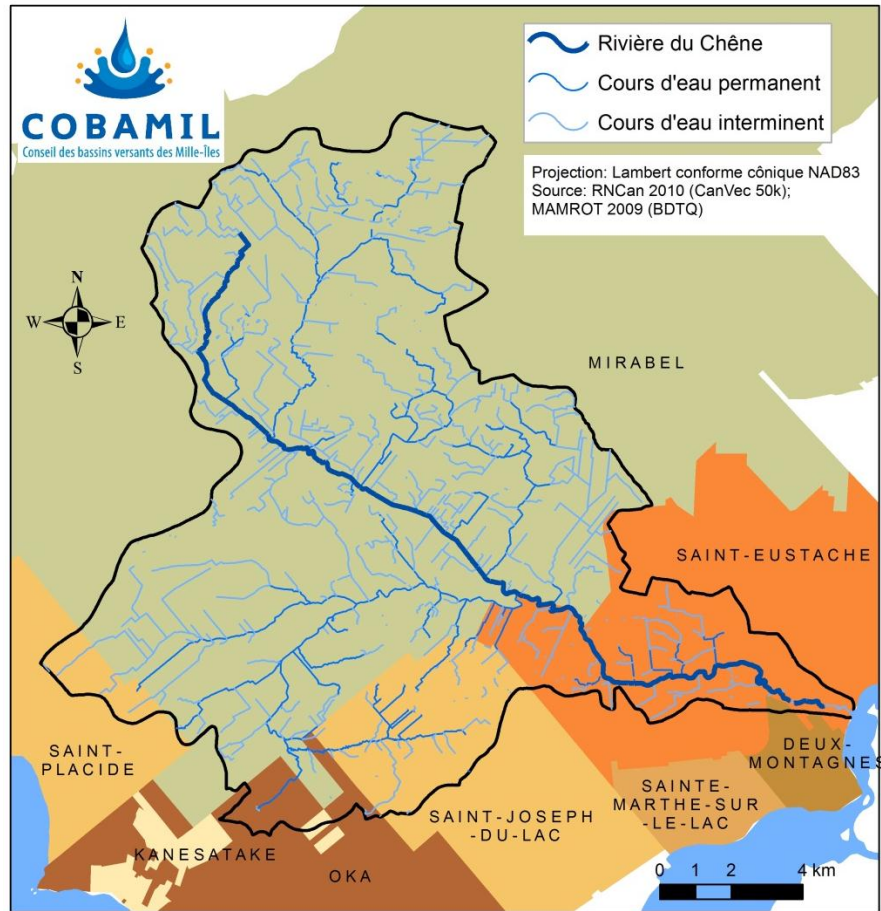 COBAMIL
Conseil des bassins versants des Mille-Îles
Rivière du Chêne
Cours d'eau permanent
Cours d'eau interminent
Projection: Lambert conforme cônique NAD83
Source: RNCan 2010 (CanVec 50k);
MAMROT 2009 (BDTQ)
N
W
E
S
MIRABEL
SAINT-EUSTACHE
SAINT-
PLACIDE
DEUX-
MONTAGNES
SAINTE-
MARTHE-SUR
-LE-LAC
SAINT-JOSEPH
-DU-LAC
KANESATAKE
OKA
0 1 2 4 km